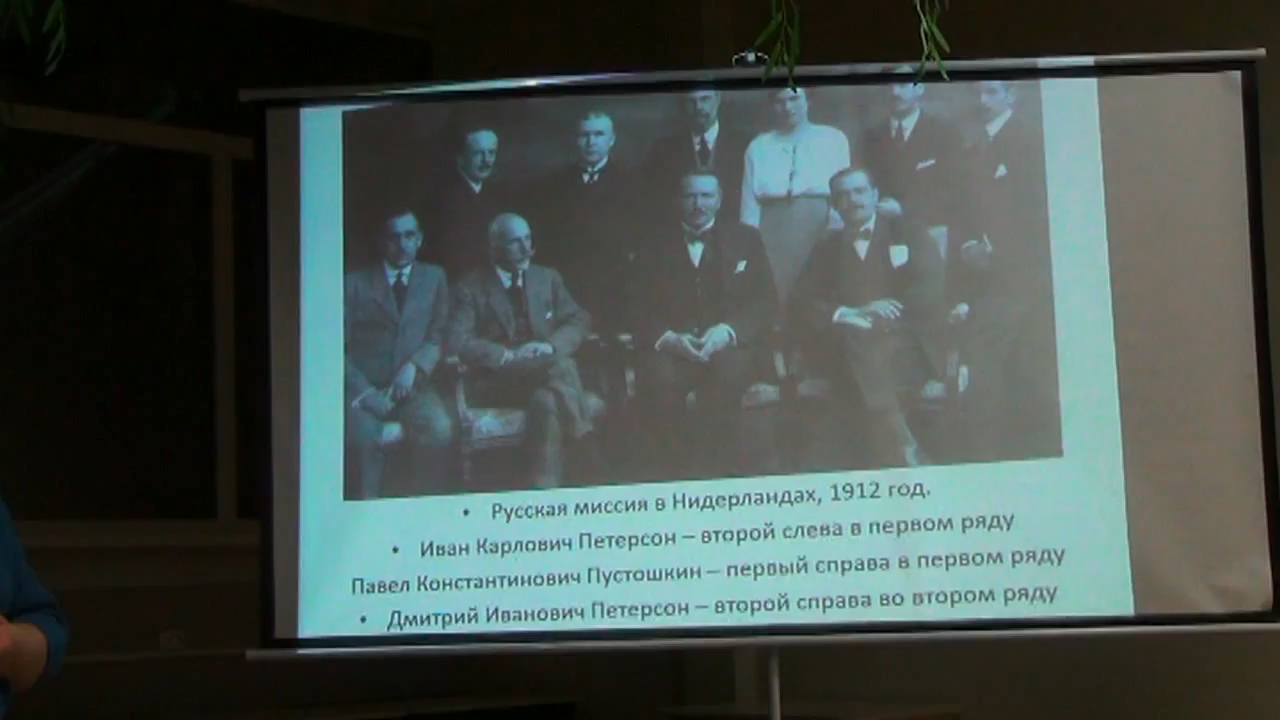 • Русская миссия в Нидерландах, 1912 год.
• Иван Карлович Петерсон – второй слева в первом ряду
Павел Константинович Пустошкин – первый справа в первом ряду
• Дмитрий Иванович Петерсон – второй справа во втором ряду